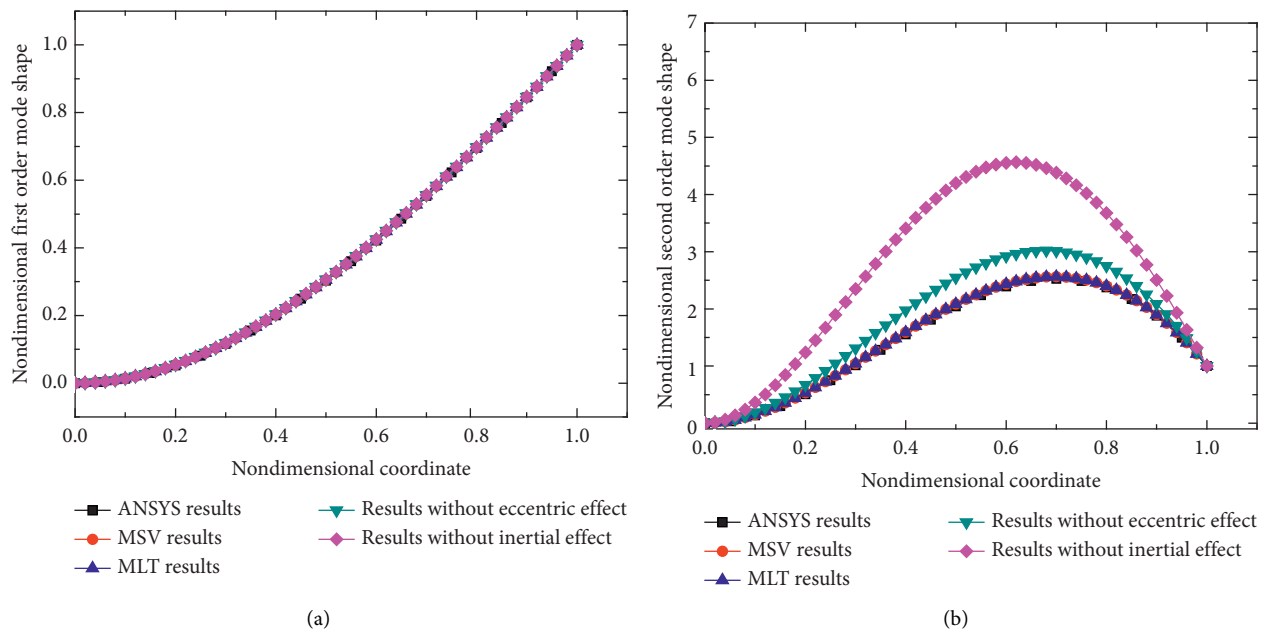 Nondimensional first order mode shape
1.0
0.8
0.6
0.4
0.2
0.0
0.0 0.2 0.4 0.6 0.8 1.0
Nondimensional coordinate
ANSYS results
MSV results
MLT results
Results without eccentric effect
Results without inertial effect
(a)
Nondimensional second order mode shape
7
6
5
4
3
2
1
0
0.0 0.2 0.4 0.6 0.8 1.0
Nondimensional coordinate
ANSYS results
MSV results
MLT results
Results without eccentric effect
Results without inertial effect
(b)